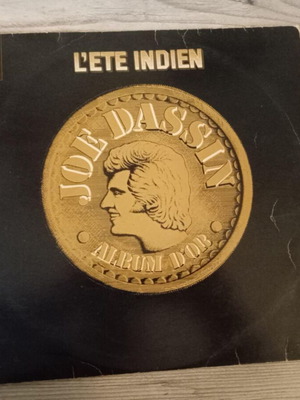 L'ETE INDIEN
JOE DASSIN
ALBUM D'OR